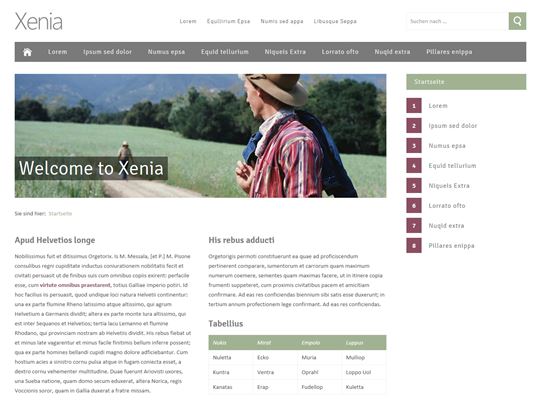 Xenia
Lorem Equlirium Epsa Numis sed appa Libusque Seppa
Suchen nach ...
Lorem Ipsum sed dolor Numus epsa Equid tellurium Niqueis Extra Lorrato ofto Nuqid extra Pillares enippa
Welcome to Xenia
Startseite
1 Lorem
2 Ipsum sed dolor
3 Numus epsa
4 Equid tellurium
5 Niqueis Extra
6 Lorrato ofto
7 Nuqid extra
8 Pillares enippa
Sie sind hier: Startseite
Apud Helvetios longe
Nobilissimus fuit et ditissimus Orgetorix. Is M. Messala, [et P.] M. Pisone
consulibus regni cupiditate inductus coniurationem nobilitatis fecit et
civitati persuasit ut de finibus suis cum omnibus copiis exirent: perfacile
esse, cum virtute omnibus praestarent, totius Galliae imperio potiri. Id
hoc facilius iis persuasit, quod undique loci natura Helvetii continentur:
una ex parte flumine Rheno latissimo atque altissimo, qui agrum
Helvetium a Germanis dividit; altera ex parte monte Iura altissimo, qui
est inter Sequanos et Helvetios; tertia lacu Lemanno et flumine
Rhodano, qui provinciam nostram ab Helvetiis dividit. His rebus fiebat ut
et minus late vagarentur et minus facile finitimis bellum inferre possent;
qua ex parte homines bellandi cupidi magno dolore adficiebantur. Cum
hostium acies a sinistro cornu pulsa atque in fugam coniecta esset, a
dextro cornu vehementer multitudine. Duae fuerunt Ariovisti uxores,
una Sueba natione, quam domo secum eduxerat, altera Norica, regis
Voccionis soror, quam in Gallia duxerat a fratre missam.
His rebus adducti
Orgetorigis permoti constituerunt ea quae ad proficiscendum
pertinerent comparare, iumentorum et carrorum quam maximum
numerum coemere, sementes quam maximas facere, ut in itinere copia
frumenti suppeteret, cum proximis civitatibus pacem et amicitiam
confirmare. Ad eas res conficiendas biennium sibi satis esse duxerunt; in
tertium annum profectionem lege confirmant. Ad eas res conficiendas.
Tabellius
Nukis Mirat Empolo Luppus
Nuletta Ecko Muria Mulliop
Kuntra Ventra Oprahl Loppo Uol
Kanatas Erap Fudellop Kuletta